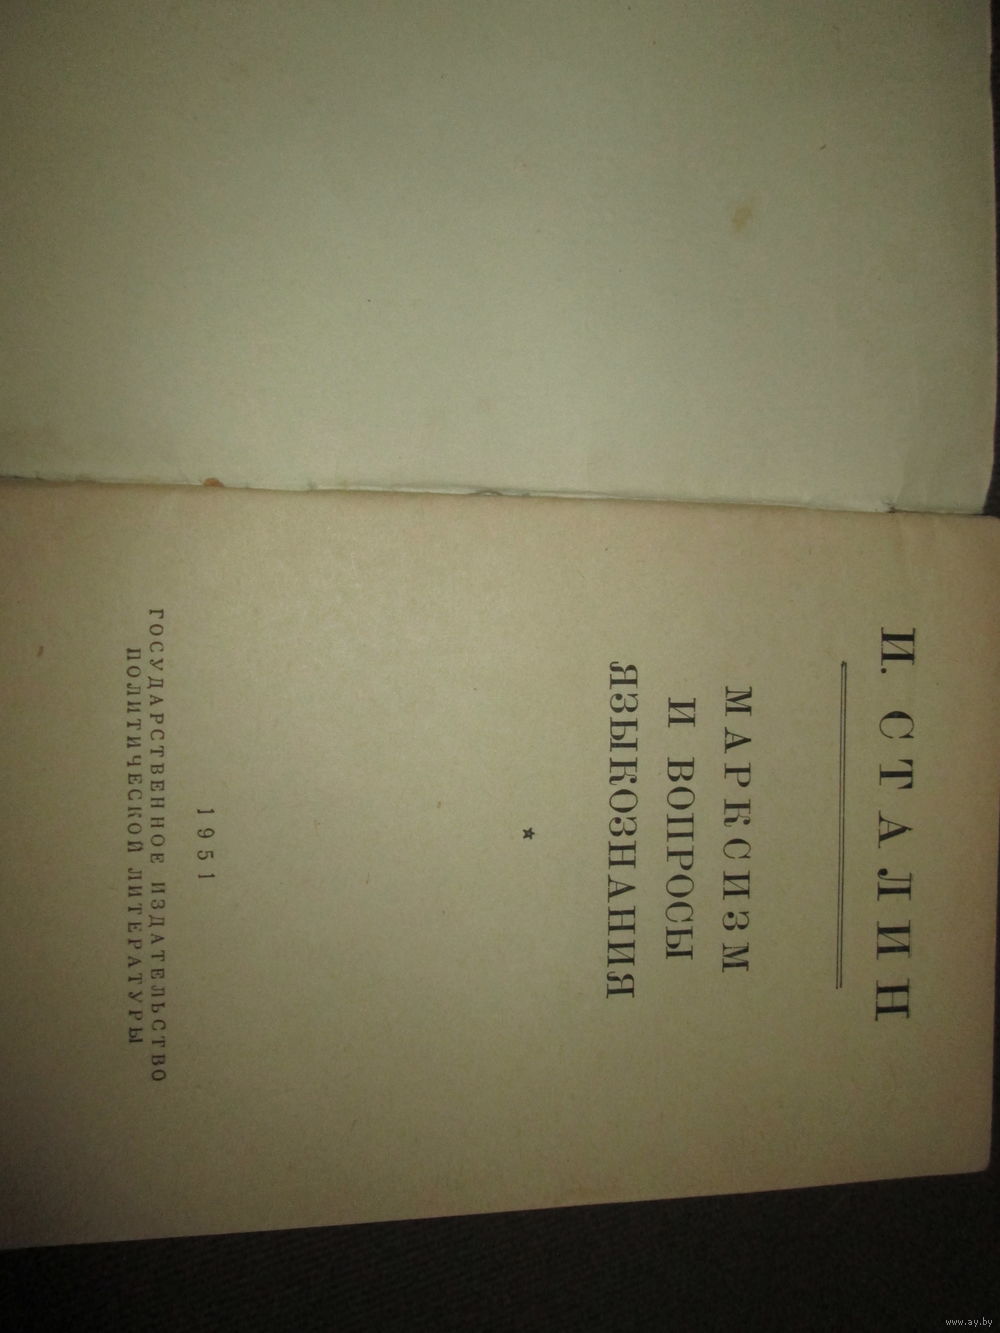 И. СТАЛИН
МАРКСИЗМ
И ВОПРОСЫ
ЯЗЫКОЗНАНИЯ
1951
ГОСУДАРСТВЕННОЕ ИЗДАТЕЛЬСТВО
ПОЛИТИЧЕСКОЙ ЛИТЕРАТУРЫ
www.ay.by